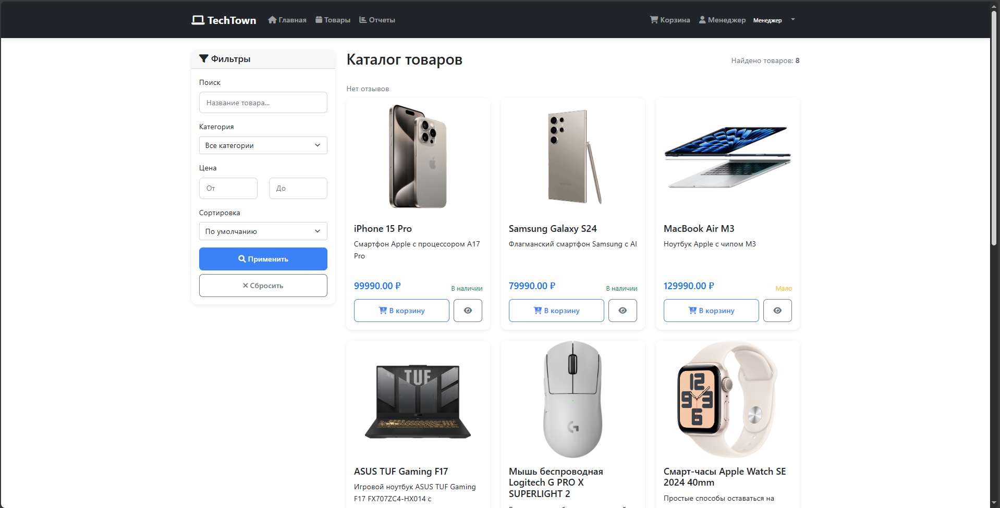 TechTown
Главная
Товары
Отчеты
Корзина
Менеджер
Менеджер
Фильтры
Поиск
Название товара...
Категория
Все категории
Цена
От
До
Сортировка
По умолчанию
Применить
Сбросить
Каталог товаров
Найдено товаров: 8
Нет отзывов
iPhone 15 Pro
Смартфон Apple с процессором A17
Pro
99990.00 ₽
В наличии
В корзину
Samsung Galaxy S24
Флагманский смартфон Samsung с AI
79990.00 ₽
В наличии
В корзину
MacBook Air M3
Ноутбук Apple с чипом M3
129990.00 ₽
Мало
В корзину
TUF
ASUS TUF Gaming F17
Игровой ноутбук ASUS TUF Gaming
F17 FX707ZC4-HX014 с
Мышь беспроводная
Logitech G PRO X
SUPERLIGHT 2
12
9 3
6
Смарт-часы Apple Watch SE
2024 40mm
Простые способы оставаться на